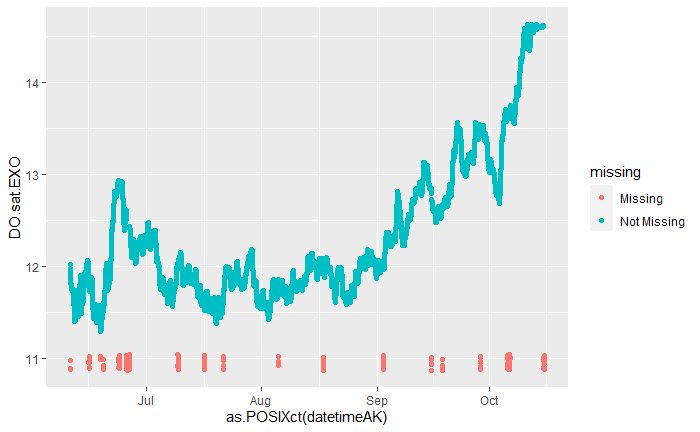 14
13
12
11
DO.sat.EXO
Jul
Aug
Sep
Oct
as.POSIXct(datetimeAK)
missing
Missing
Not Missing